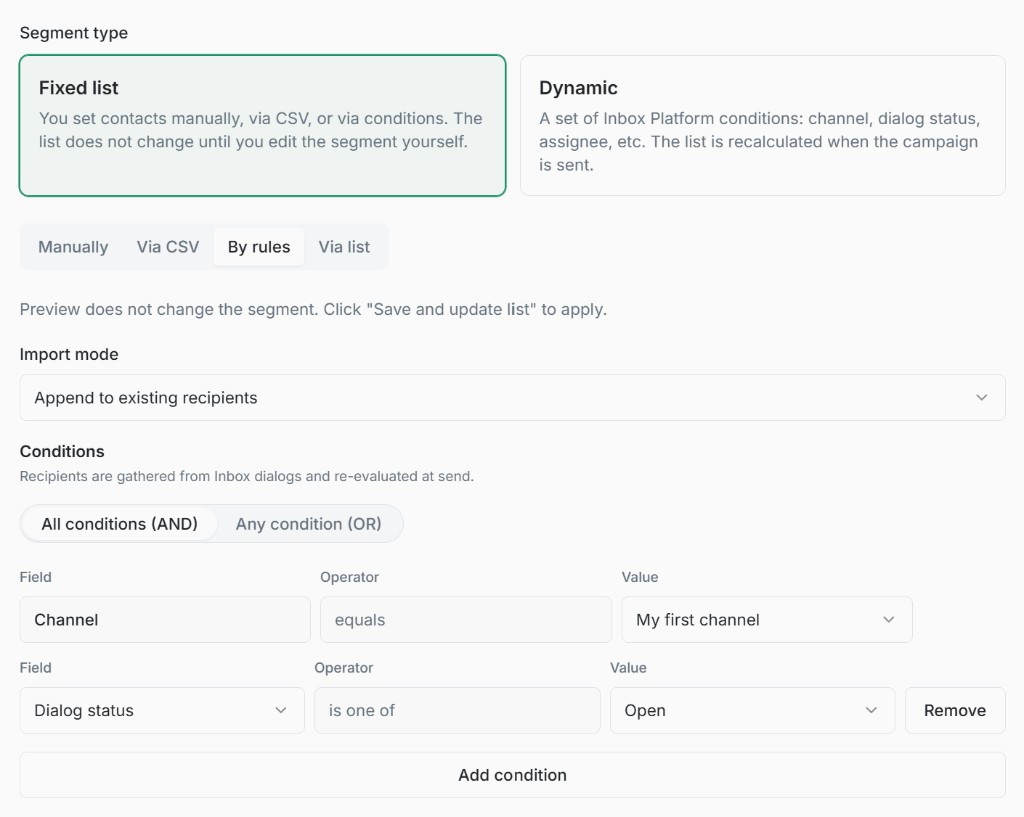 Segment type
Fixed list
You set contacts manually, via CSV, or via conditions. The
list does not change until you edit the segment yourself.
Dynamic
A set of Inbox Platform conditions: channel, dialog status,
assignee, etc. The list is recalculated when the campaign
is sent.
Manually Via CSV By rules Via list
Preview does not change the segment. Click "Save and update list" to apply.
Import mode
Append to existing recipients
Conditions
Recipients are gathered from Inbox dialogs and re-evaluated at send.
All conditions (AND) Any condition (OR)
Field Operator Value
Channel equals My first channel
Field Operator Value
Dialog status is one of Open Remove
Add condition